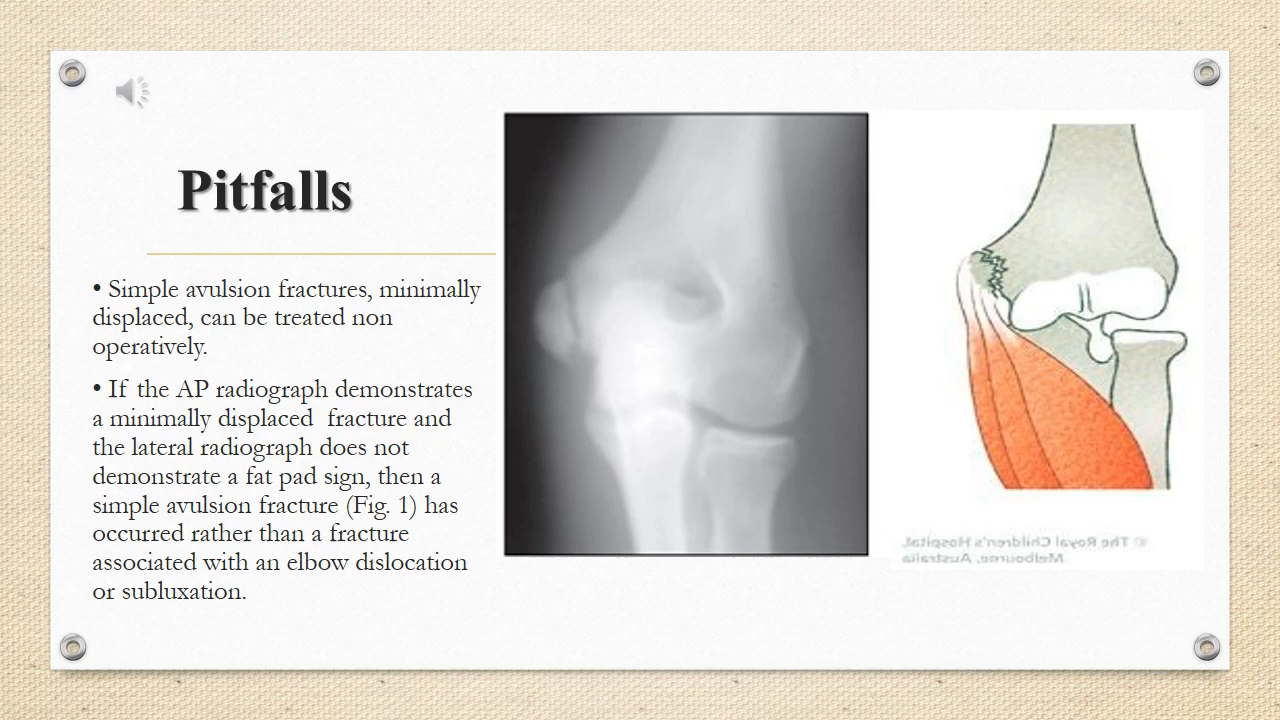 Pitfalls
• Simple avulsion fractures, minimally
displaced, can be treated non
operatively.
• If the AP radiograph demonstrates
a minimally displaced fracture and
the lateral radiograph does not
demonstrate a fat pad sign, then a
simple avulsion fracture (Fig. 1) has
occurred rather than a fracture
associated with an elbow dislocation
or subluxation.
© The Royal Children's Hospital,
Melbourne, Australia